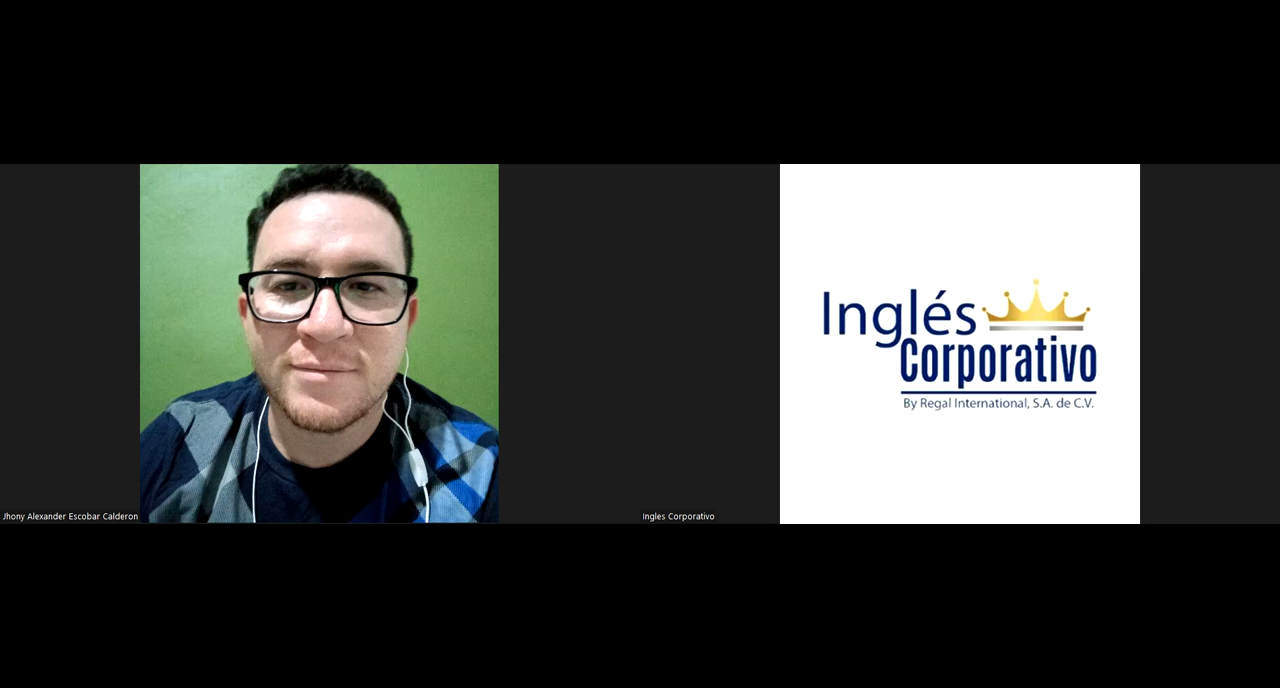 Inglés
Corporativo
By Regal International, S.A. de C.V.
Jhony Alexander Escobar Calderon
Ingles Corporativo